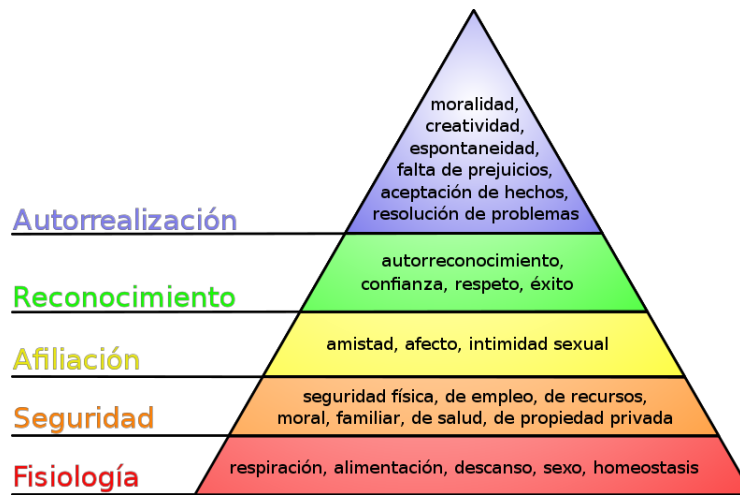 moralidad,
creatividad,
espontaneidad,
falta de prejuicios,
aceptación de hechos,
resolución de problemas
Autorrealización
autorreconocimiento,
confianza, respeto, éxito
Reconocimiento
amistad, afecto, intimidad sexual
Afiliación
seguridad física, de empleo, de recursos,
moral, familiar, de salud, de propiedad privada
Seguridad
respiración, alimentación, descanso, sexo, homeostasis
Fisiología